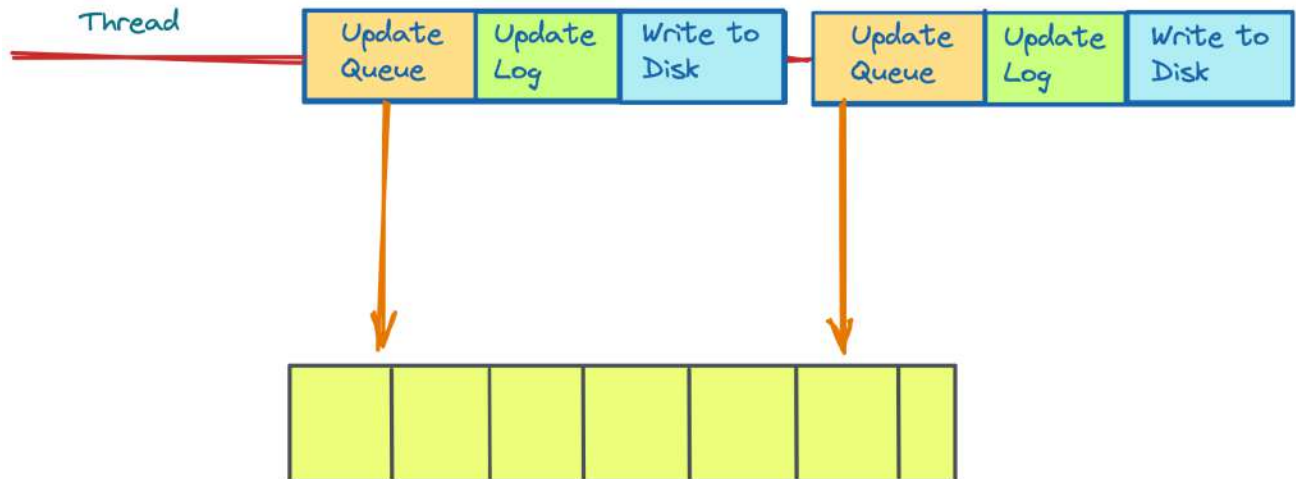 Thread
Update
Queue
Update
Log
Write to
Disk
Update
Queue
Update
Log
Write to
Disk